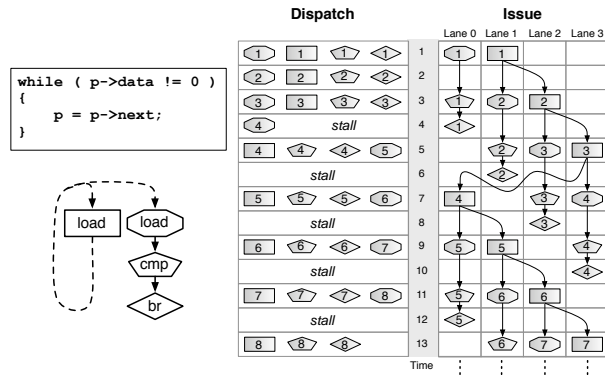 Dispatch Issue
Lane 0 Lane 1 Lane 2 Lane 3
while ( p->data != 0 )
{
p = p->next;
}
load load
cmp
br
1 1 1 1 1 1 1
2 2 2 2 2
3 3 3 3 3 1 2 2
4 stall 4 1
4 4 4 5 5 2 3 3
stall 6 2
5 5 5 6 7 4 3 4
stall 8 3
6 6 6 7 9 5 5 4
stall 10 4
7 7 7 8 11 5 6 6
stall 12 5
8 8 8 13 6 7 7
Time